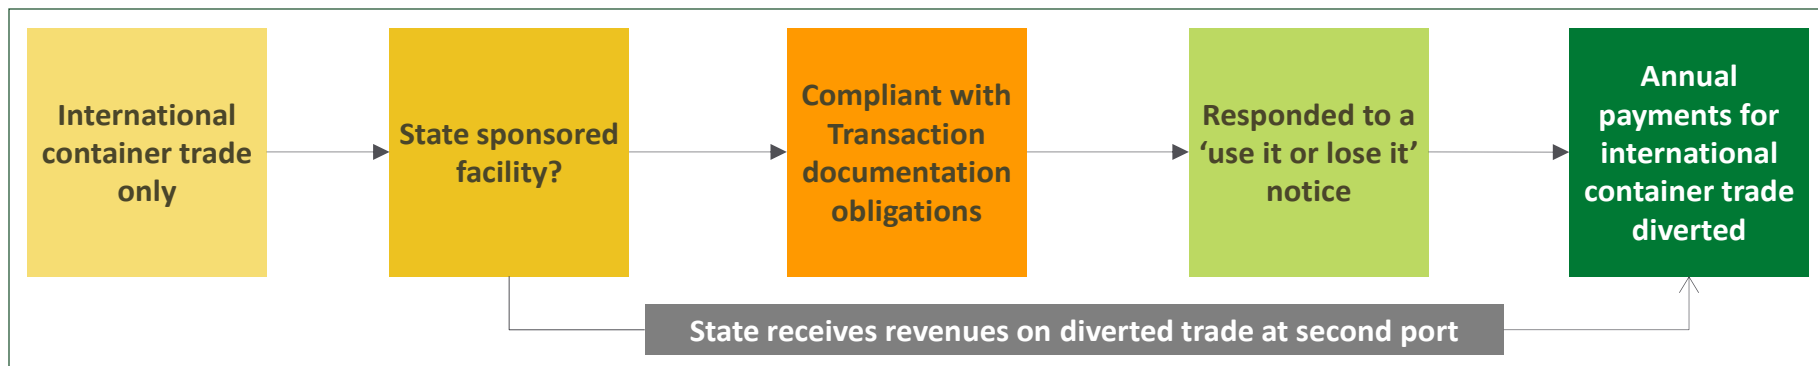 International
container trade
only
State sponsored
facility?
Compliant with
Transaction
documentation
obligations
Responded to a
‘use it or lose it’
notice
Annual
payments for
international
container trade
diverted
State receives revenues on diverted trade at second port